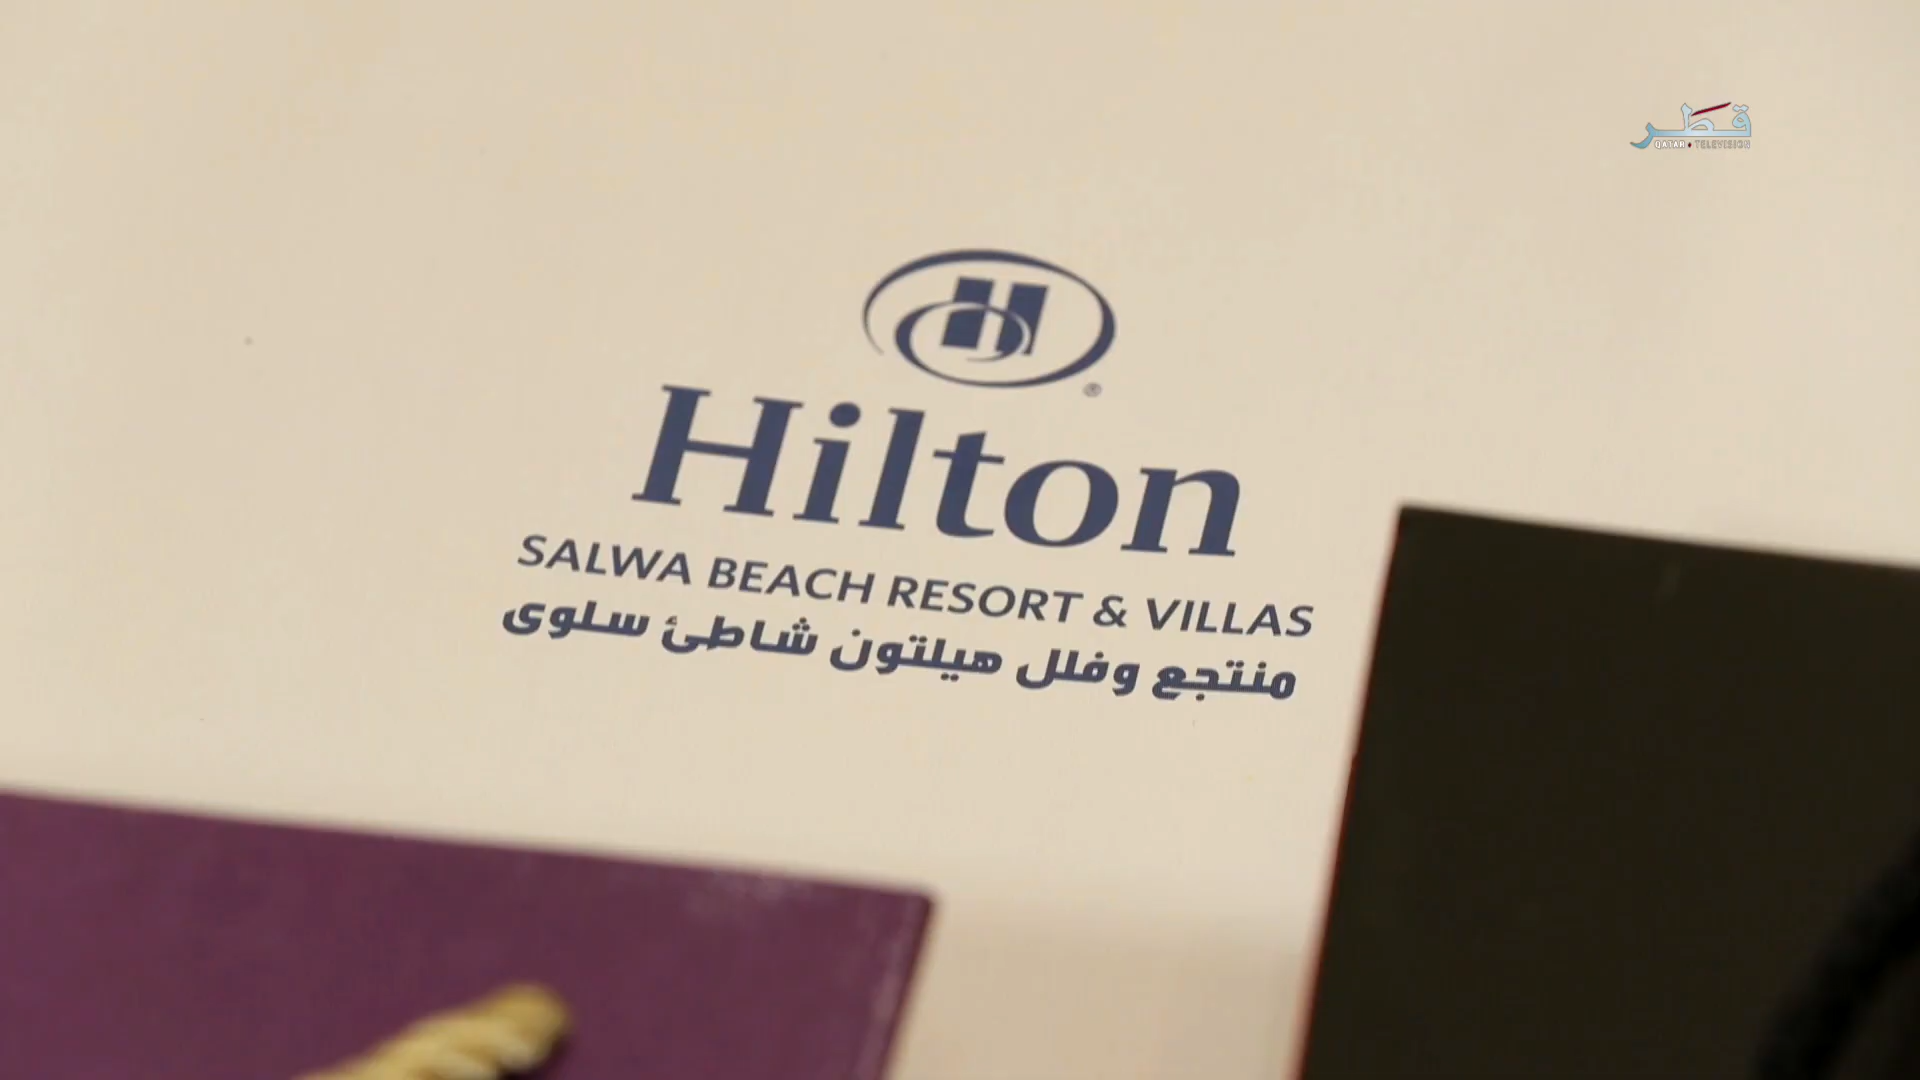 قطر
QATAR TELEVISION
H
®
Hilton
SALWA BEACH RESORT & VILLAS
منتجع وفلل هيلتون شاطئ سلوى